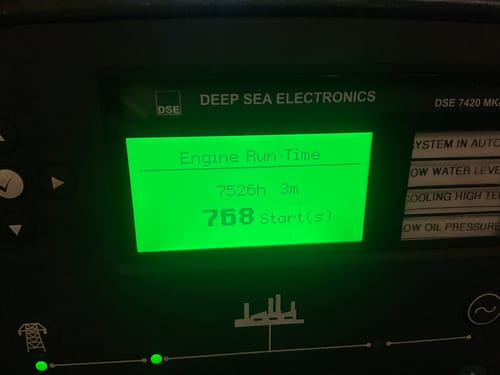 DSE
DEEP SEA ELECTRONICS
DSE 7420 MK
Engine Run Time
7526h 3m
768 Start(s)
SYSTEM IN AUTO
OW WATER LEVE
COOLING HIGH TE
OW OIL PRESSURE